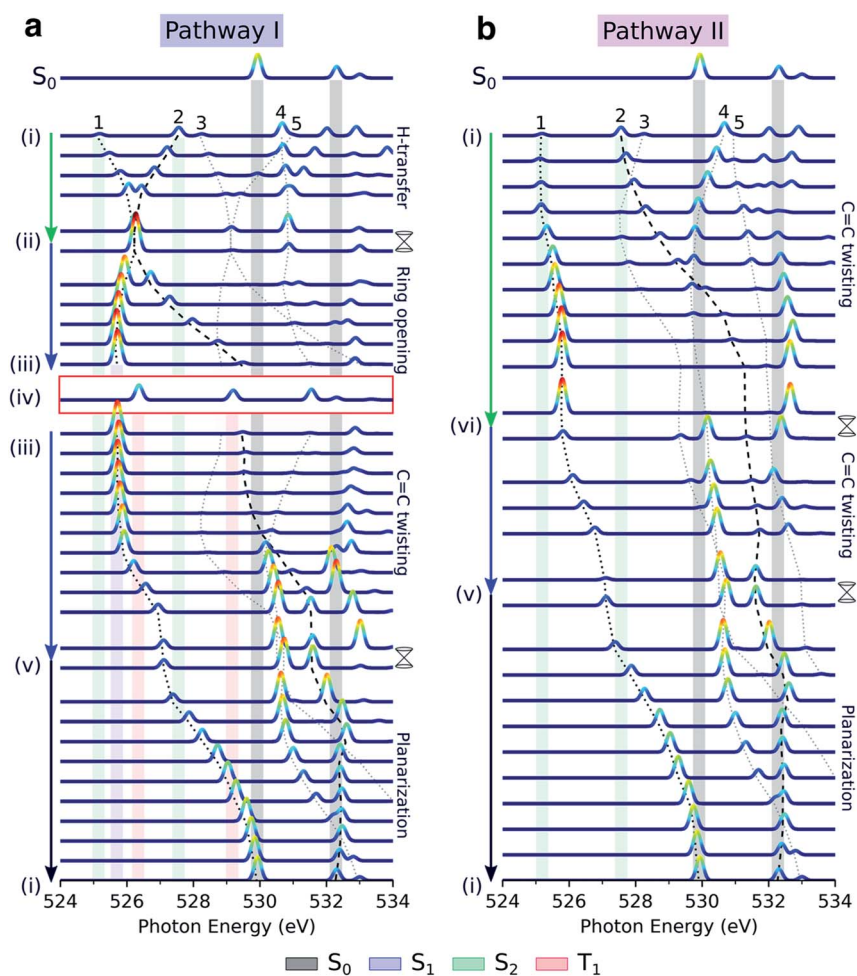 a
Pathway I
S0
(i)
1
2
3
4
5
H-transfer
(ii)
Ring opening
(iii)
(iv)
(iii)
C=C twisting
(v)
Planarization
(i)
524
526
528
530
532
534
Photon Energy (eV)
b
Pathway II
(i)
1
2
3
4
5
C=C twisting
(vi)
C=C twisting
(v)
Planarization
(i)
524
526
528
530
532
534
Photon Energy (eV)
S0 S1 S2 T1